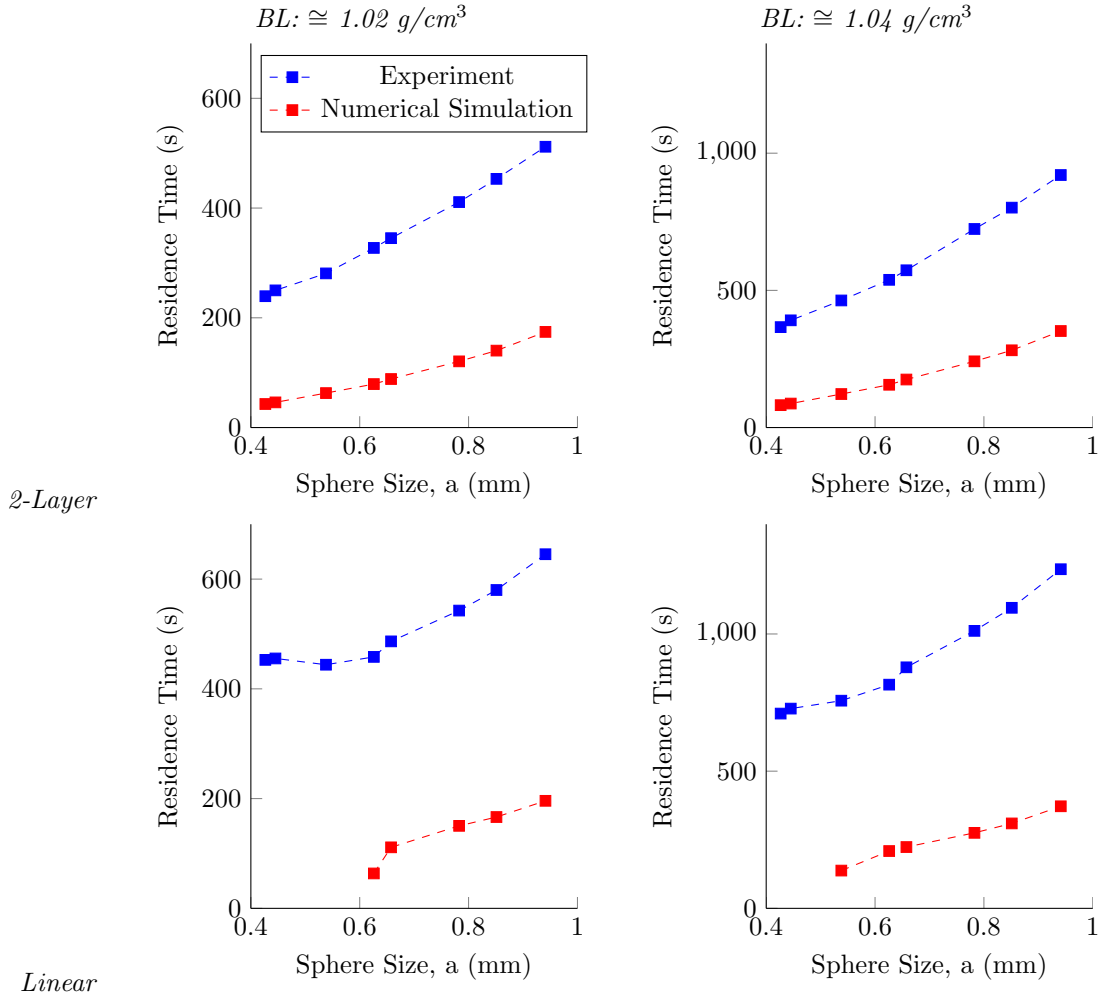 BL: ≅ 1.02 g/cm³
BL: ≅ 1.04 g/cm³
Experiment
Numerical Simulation
Residence Time (s)
600
400
200
0
0.4 0.6 0.8 1
Sphere Size, a (mm)
Residence Time (s)
1,000
500
0
0.4 0.6 0.8 1
Sphere Size, a (mm)
2-Layer
Residence Time (s)
600
400
200
0
0.4 0.6 0.8 1
Sphere Size, a (mm)
Residence Time (s)
1,000
500
0
0.4 0.6 0.8 1
Sphere Size, a (mm)
Linear